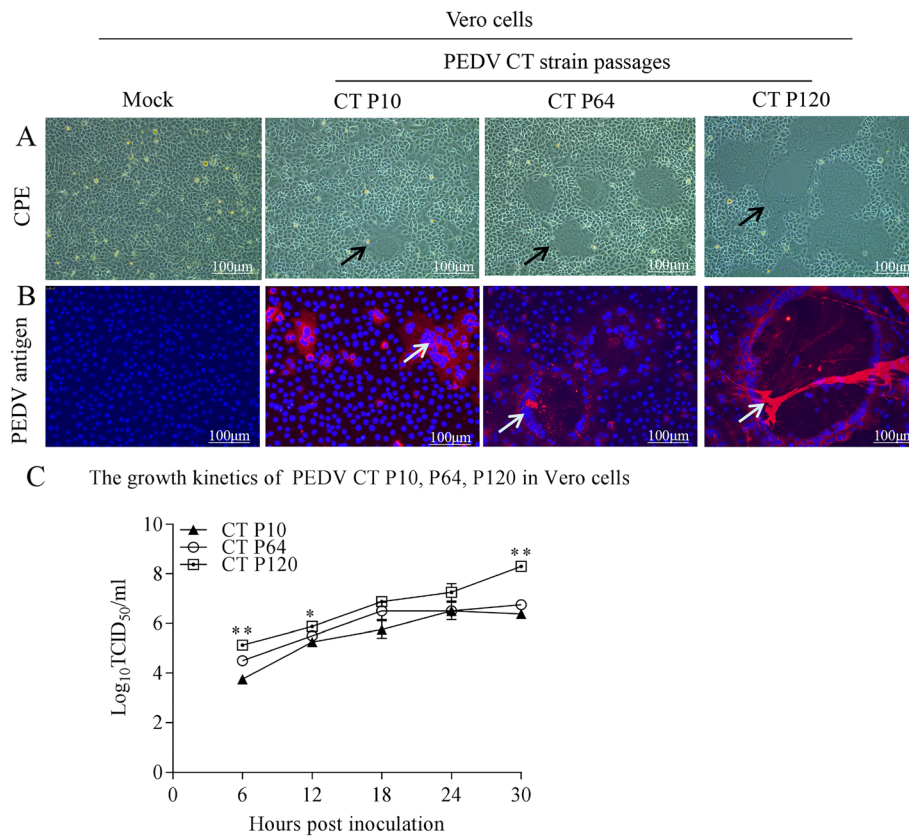 Vero cells
PEDV CT strain passages
Mock CT P10 CT P64 CT P120
A
CPE
100μm 100μm 100μm 100μm
B
PEDV antigen
100μm 100μm 100μm 100μm
C The growth kinetics of PEDV CT P10, P64, P120 in Vero cells
Log10TCID50/ml
10
8
6
4
2
0
CT P10
CT P64
CT P120
** * **
0 6 12 18 24 30
Hours post inoculation